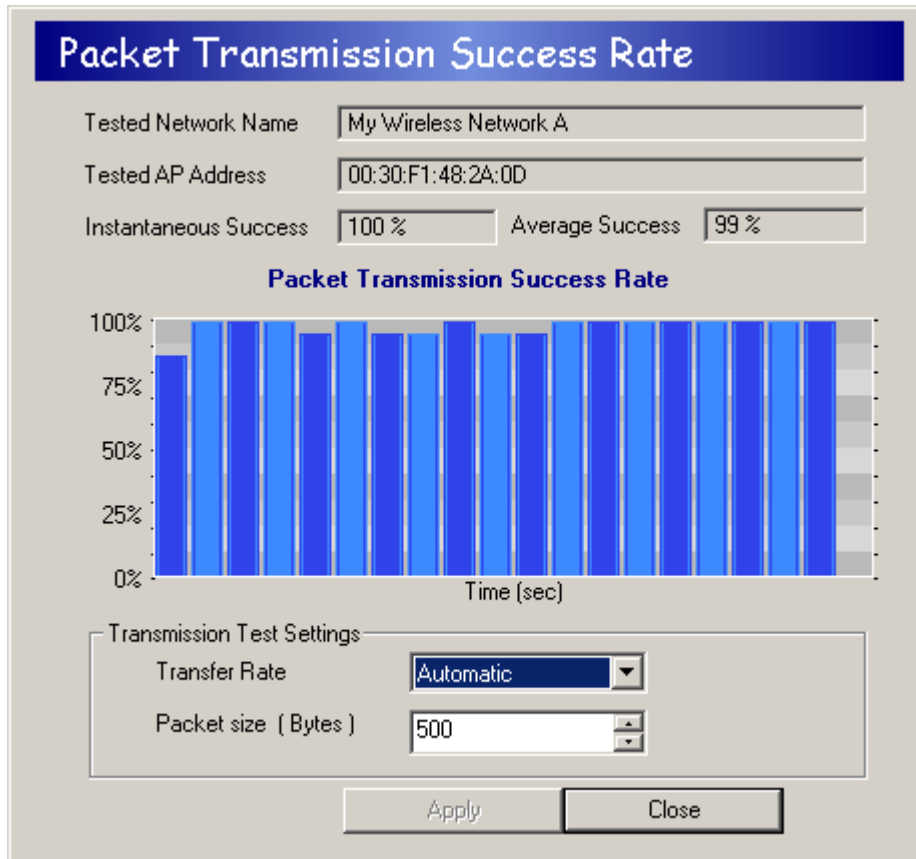 Packet Transmission Success Rate
Tested Network Name My Wireless Network A
Tested AP Address 00:30:F1:48:2A:0D
Instantaneous Success 100 % Average Success 99 %
Packet Transmission Success Rate
100%
75%
50%
25%
0%
Time (sec)
Transmission Test Settings
Transfer Rate Automatic
Packet size ( Bytes ) 500
Apply Close